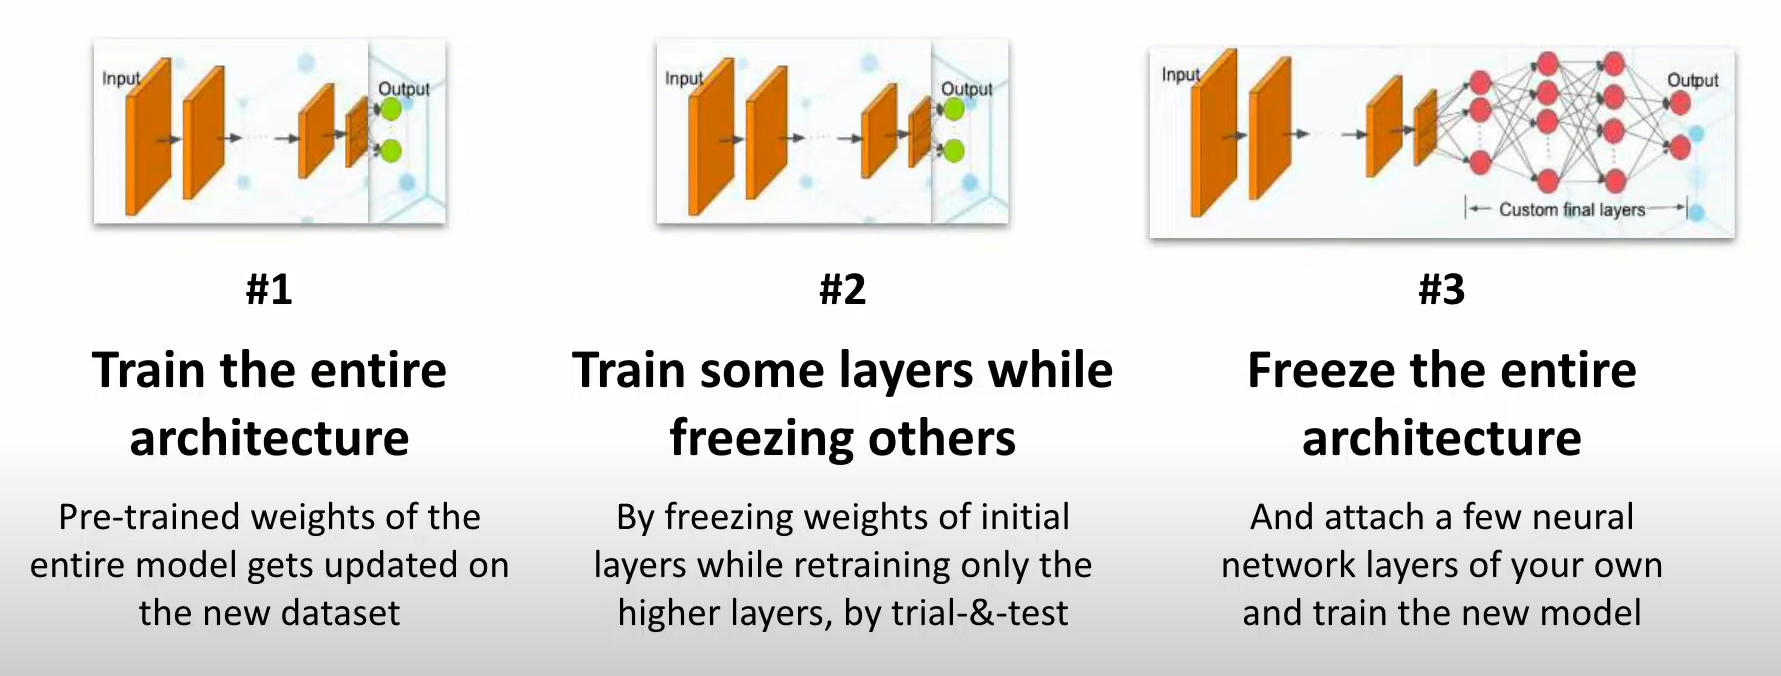 Input
Output
Input
Output
Input
Output
Custom final layers
#1
Train the entire
architecture
Pre-trained weights of the
entire model gets updated on
the new dataset
#2
Train some layers while
freezing others
By freezing weights of initial
layers while retraining only the
higher layers, by trial-&-test
#3
Freeze the entire
architecture
And attach a few neural
network layers of your own
and train the new model